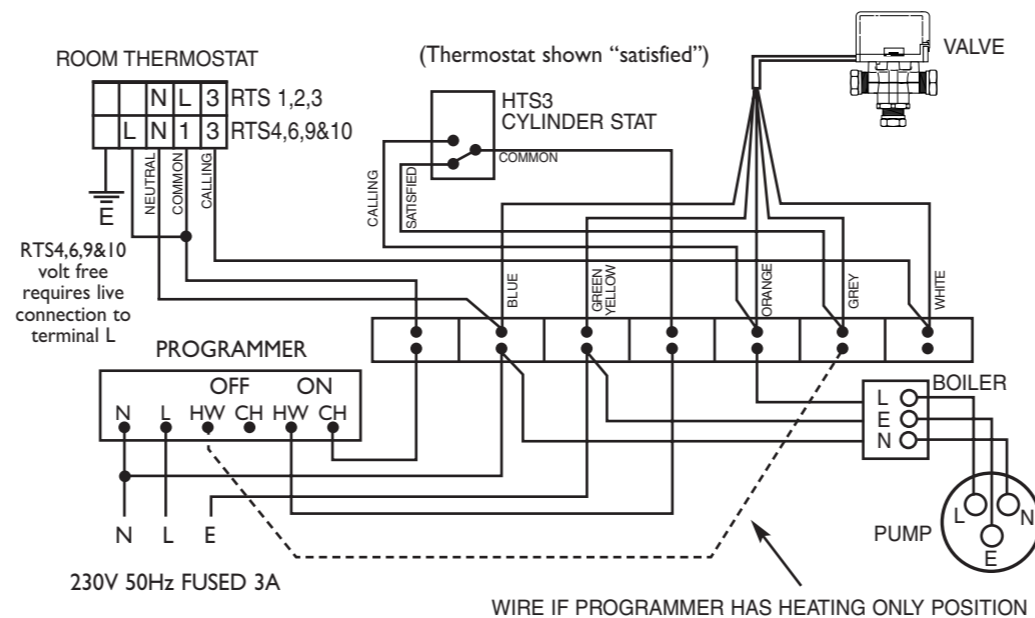 ROOM THERMOSTAT
(Thermostat shown “satisfied”)
VALVE
N L 3 RTS 1,2,3
L N 1 3 RTS4,6,9&10
HTS3
CYLINDER STAT
COMMON
NEUTRAL
COMMON
CALLING
CALLING
SATISFIED
E
RTS4,6,9&10
volt free
requires live
connection to
terminal L
BLUE
GREEN
YELLOW
ORANGE
GREY
WHITE
PROGRAMMER
OFF ON
N L HW CH HW CH
BOILER
L
E
N
N L E
PUMP
L
N
E
230V 50Hz FUSED 3A
WIRE IF PROGRAMMER HAS HEATING ONLY POSITION